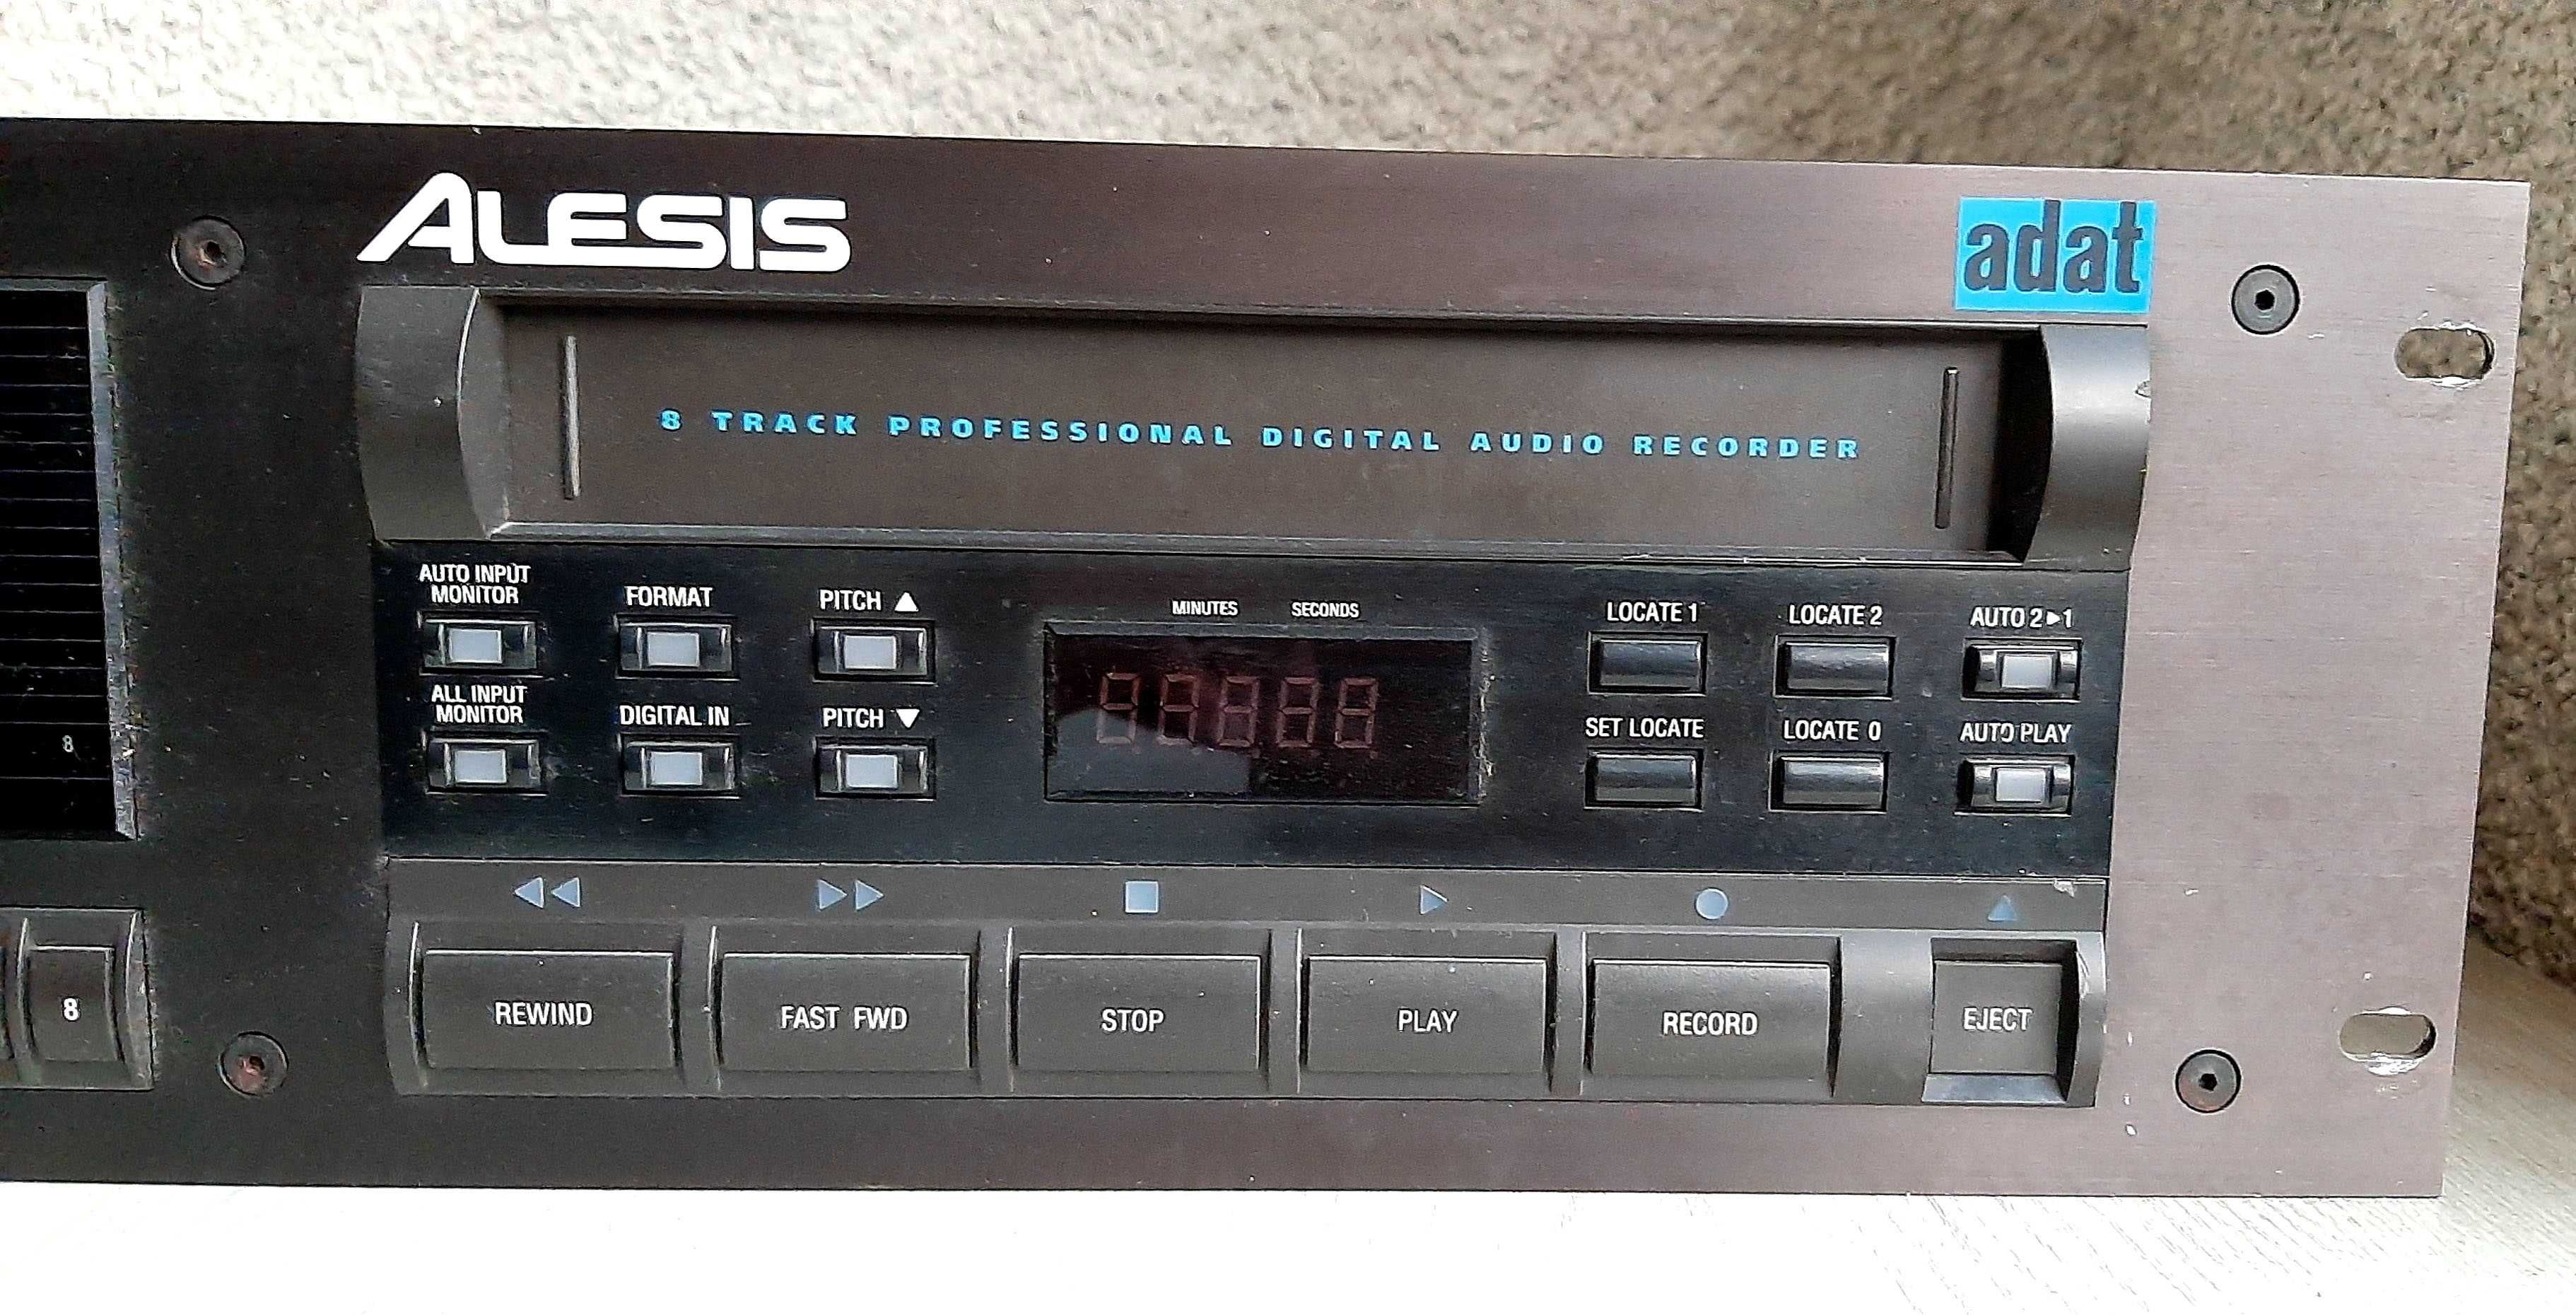 ALESIS
adat
8 TRACK PROFESSIONAL DIGITAL AUDIO RECORDER
AUTO INPUT
MONITOR
FORMAT
PITCH ▲
MINUTES SECONDS
LOCATE 1
LOCATE 2
AUTO 2▸1
ALL INPUT
MONITOR
DIGITAL IN
PITCH ▼
SET LOCATE
LOCATE 0
AUTO PLAY
8
8
REWIND
FAST FWD
STOP
PLAY
RECORD
EJECT